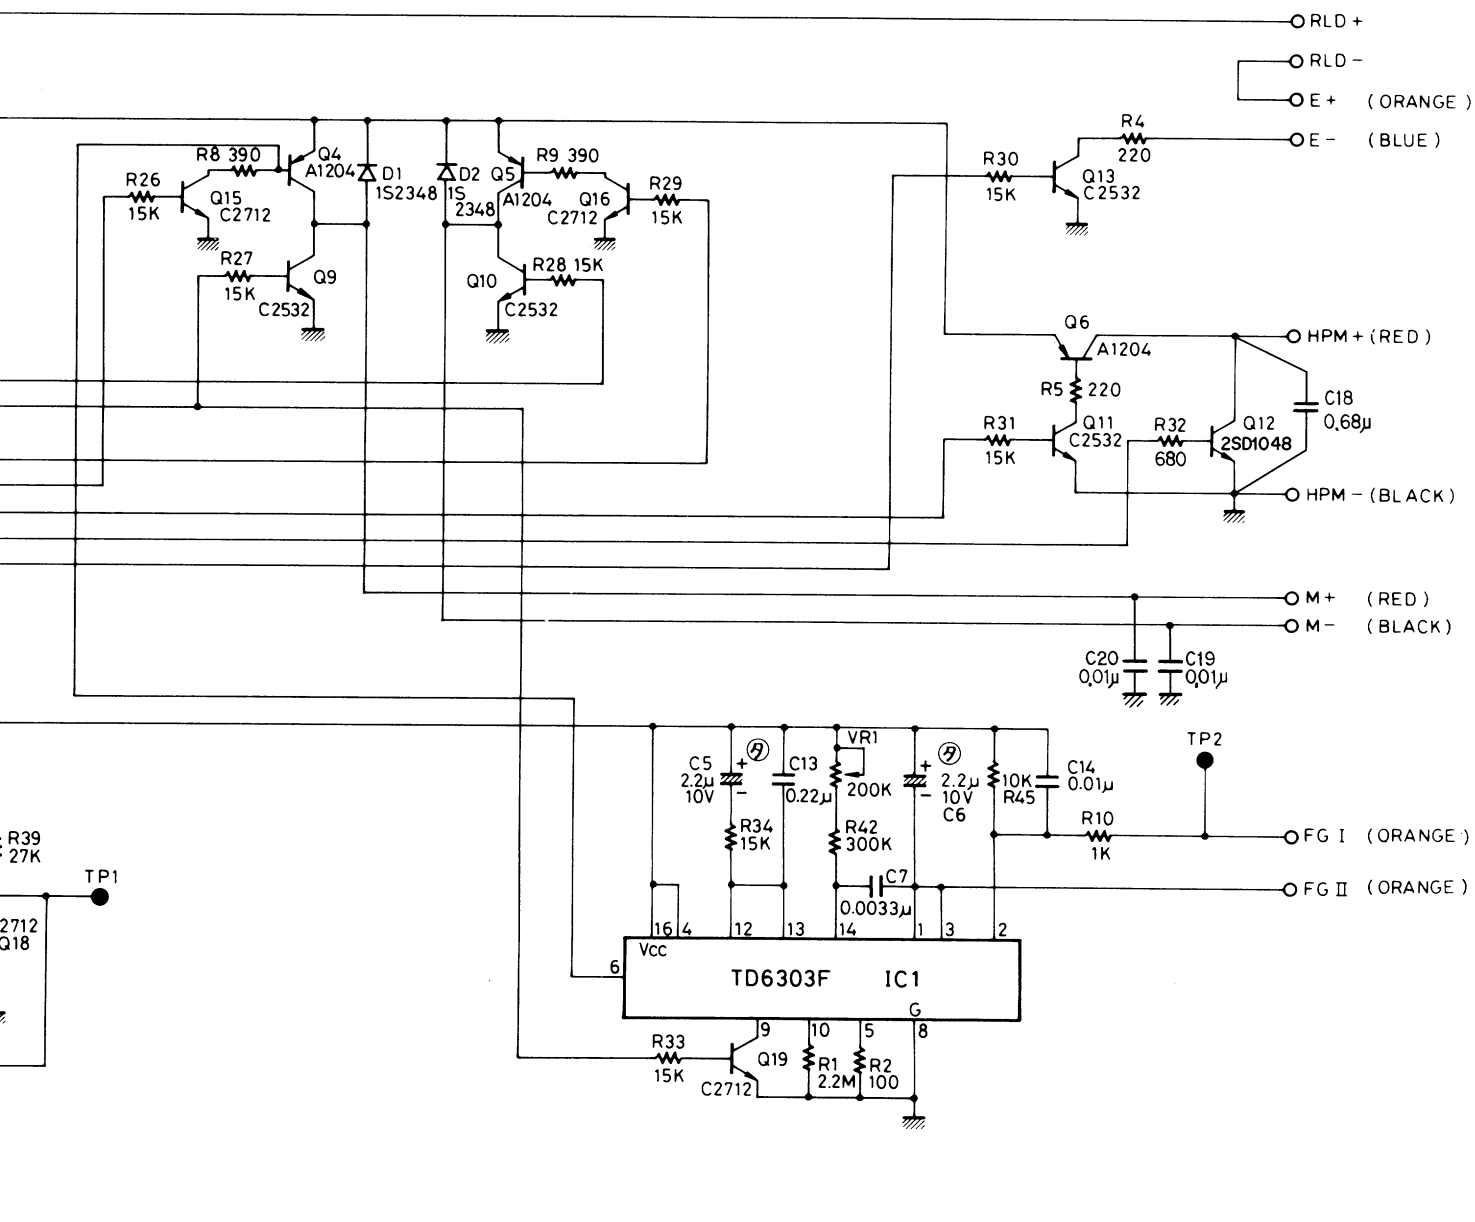 RLD +
RLD −
E + (ORANGE)
R4
220
E − (BLUE)
R8 390
Q4
A1204
D1
1S2348
D2
1S
2348
Q5
A1204
R9 390
R26
15K
Q15
C2712
Q16
C2712
R29
15K
R30
15K
Q13
C2532
R27
15K
Q9
C2532
Q10
R28 15K
C2532
Q6
A1204
HPM + (RED)
R5 220
C18
0.68µ
R31
15K
Q11
C2532
R32
680
Q12
2SD1048
HPM − (BLACK)
M + (RED)
M − (BLACK)
C20
0.01µ
C19
0.01µ
C5
2.2µ
10V
+
−
タ
C13
0.22µ
VR1
200K
+
−
タ
2.2µ
10V
C6
10K
R45
C14
0.01µ
TP2
R34
15K
R42
300K
R10
1K
FG I (ORANGE)
C7
0.0033µ
FG II (ORANGE)
R39
27K
TP1
2712
Q18
16 4 12 13 14 1 3 2
Vcc
6
TD6303F IC1
G
9 10 5 8
R33
15K
Q19
C2712
R1
2.2M
R2
100